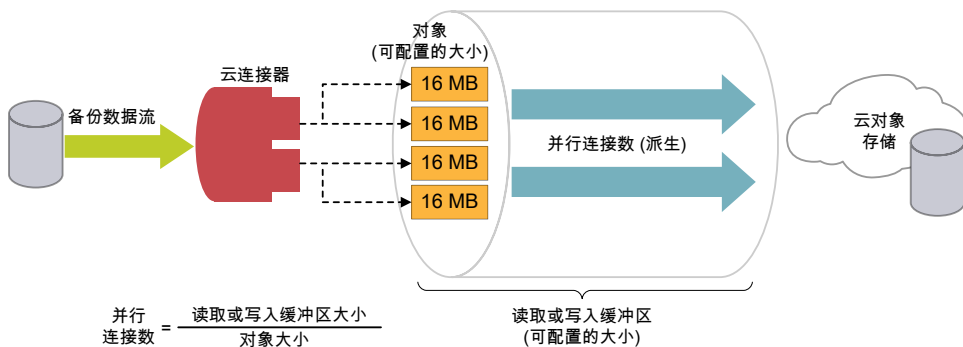 对象
(可配置的大小)
云连接器
备份数据流
16 MB
16 MB
16 MB
16 MB
并行连接数 (派生)
云对象
存储
并行
连接数
=
读取或写入缓冲区大小
对象大小
读取或写入缓冲区
(可配置的大小)